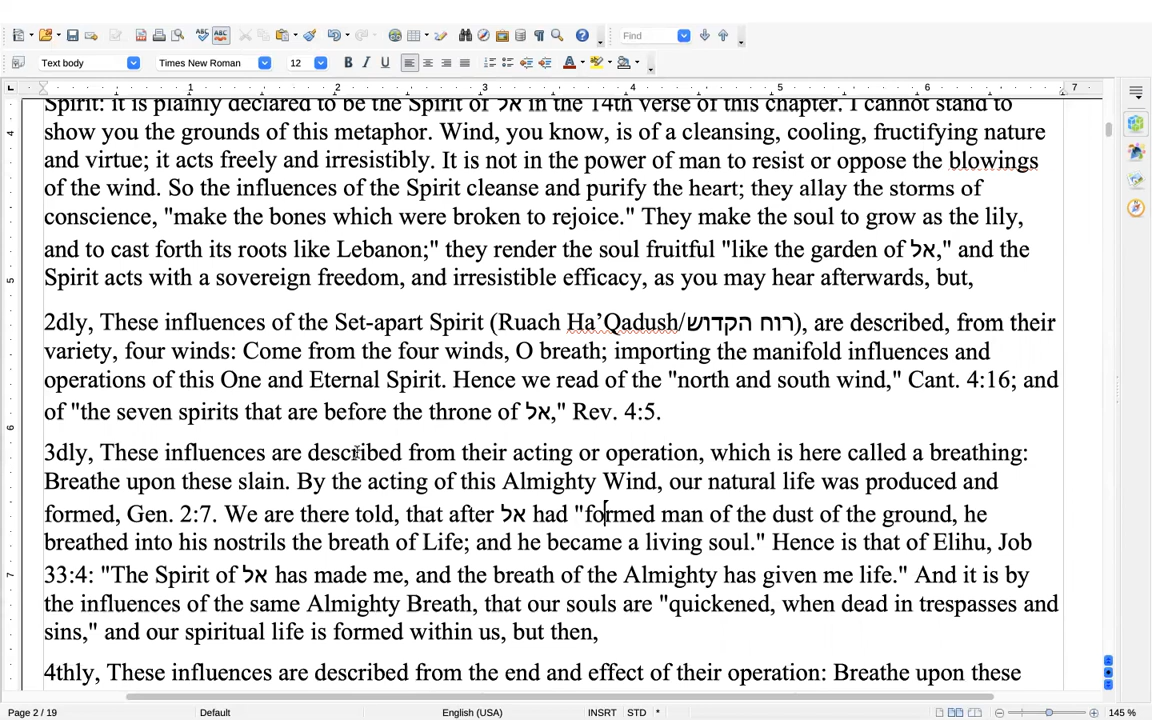 Find
Text body
Times New Roman
12
1 2 3 4 5 6 7
Spirit: it is plainly declared to be the Spirit of אל in the 14th verse of this chapter. I cannot stand to
show you the grounds of this metaphor. Wind, you know, is of a cleansing, cooling, fructifying nature
and virtue; it acts freely and irresistibly. It is not in the power of man to resist or oppose the blowings
of the wind. So the influences of the Spirit cleanse and purify the heart; they allay the storms of
conscience, "make the bones which were broken to rejoice." They make the soul to grow as the lily,
and to cast forth its roots like Lebanon;" they render the soul fruitful "like the garden of אל," and the
Spirit acts with a sovereign freedom, and irresistible efficacy, as you may hear afterwards, but,
2dly, These influences of the Set-apart Spirit (Ruach Ha’Qadush/רוח הקדוש), are described, from their
variety, four winds: Come from the four winds, O breath; importing the manifold influences and
operations of this One and Eternal Spirit. Hence we read of the "north and south wind," Cant. 4:16; and
of "the seven spirits that are before the throne of אל," Rev. 4:5.
3dly, These influences are described from their acting or operation, which is here called a breathing:
Breathe upon these slain. By the acting of this Almighty Wind, our natural life was produced and
formed, Gen. 2:7. We are there told, that after אל had "formed man of the dust of the ground, he
breathed into his nostrils the breath of Life; and he became a living soul." Hence is that of Elihu, Job
33:4: "The Spirit of אל has made me, and the breath of the Almighty has given me life." And it is by
the influences of the same Almighty Breath, that our souls are "quickened, when dead in trespasses and
sins," and our spiritual life is formed within us, but then,
4thly, These influences are described from the end and effect of their operation: Breathe upon these
4
5
6
7
Page 2 / 19
Default
English (USA)
INSRT
STD
*
145 %